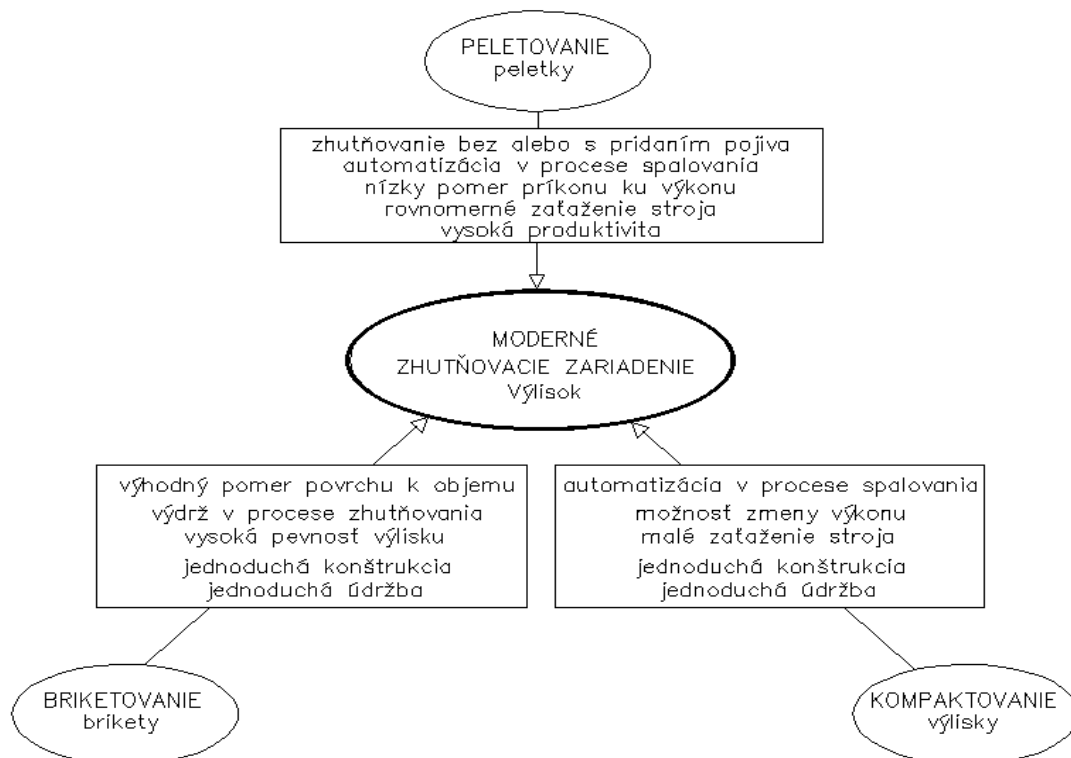 PELETOVANIE
peletky
zhutňovanie bez alebo s pridaním pojiva
automatizácia v procese spalovania
nízky pomer príkonu ku výkonu
rovnomerné zaťaženie stroja
vysoká produktivita
MODERNÉ
ZHUTŇOVACIE ZARIADENIE
Výlisok
výhodný pomer povrchu k objemu
výdrž v procese zhutňovania
vysoká pevnosť výlisku
jednoduchá konštrukcia
jednoduchá údržba
automatizácia v procese spalovania
možnosť zmeny výkonu
malé zaťaženie stroja
jednoduchá konštrukcia
jednoduchá údržba
BRIKETOVANIE
brikety
KOMPAKTOVANIE
výlisky